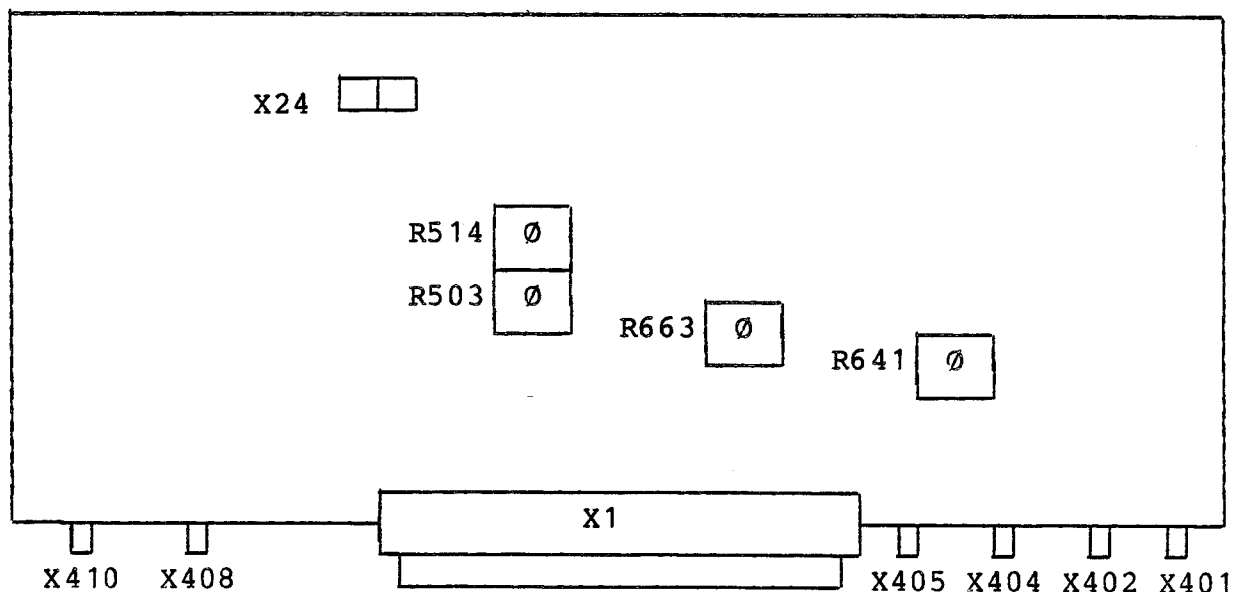 X24
R514 Ø
R503 Ø
R663 Ø
R641 Ø
X1
X410 X408 X405 X404 X402 X401